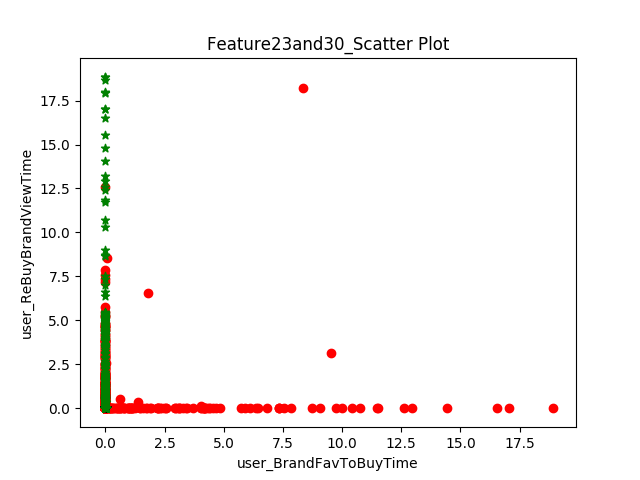 Feature23and30_Scatter Plot
user_ReBuyBrandViewTime
17.5
15.0
12.5
10.0
7.5
5.0
2.5
0.0
0.0 2.5 5.0 7.5 10.0 12.5 15.0 17.5
user_BrandFavToBuyTime